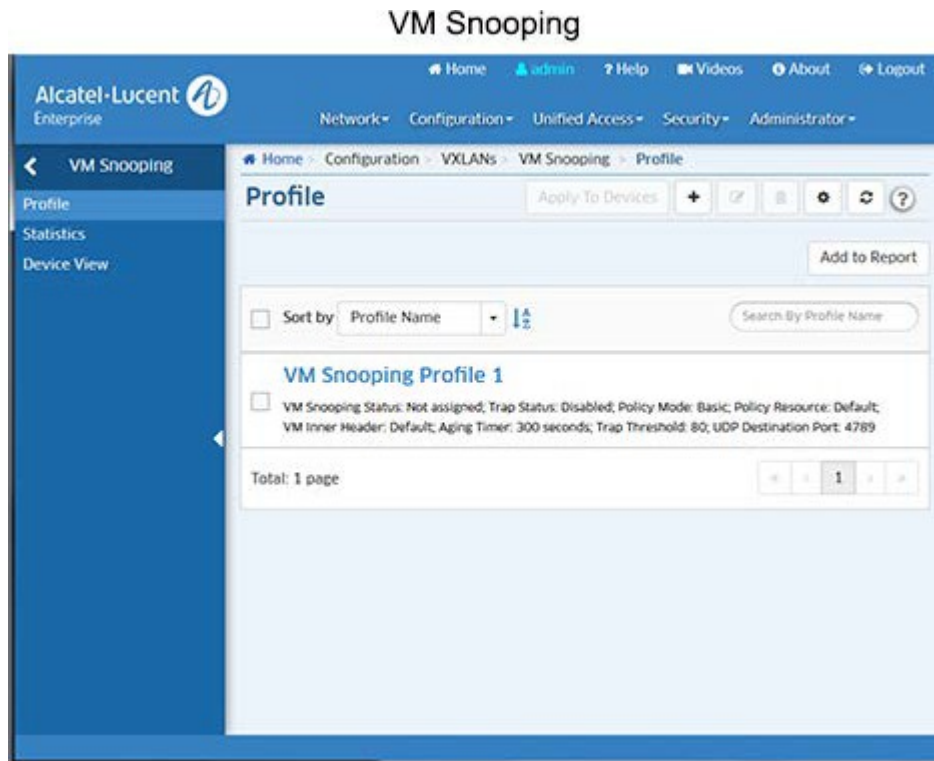 VM Snooping
Home admin ? Help Videos About Logout
Alcatel·Lucent
Enterprise
Network Configuration Unified Access Security Administrator
VM Snooping
Home > Configuration > VXLANs > VM Snooping > Profile
Profile
Statistics
Device View
Profile
Apply To Devices
?
Add to Report
Sort by Profile Name
A
Z
Search By Profile Name
VM Snooping Profile 1
VM Snooping Status: Not assigned; Trap Status: Disabled; Policy Mode: Basic; Policy Resource: Default;
VM Inner Header: Default; Aging Timer: 300 seconds; Trap Threshold: 80; UDP Destination Port: 4789
Total: 1 page
« ‹ 1 › »